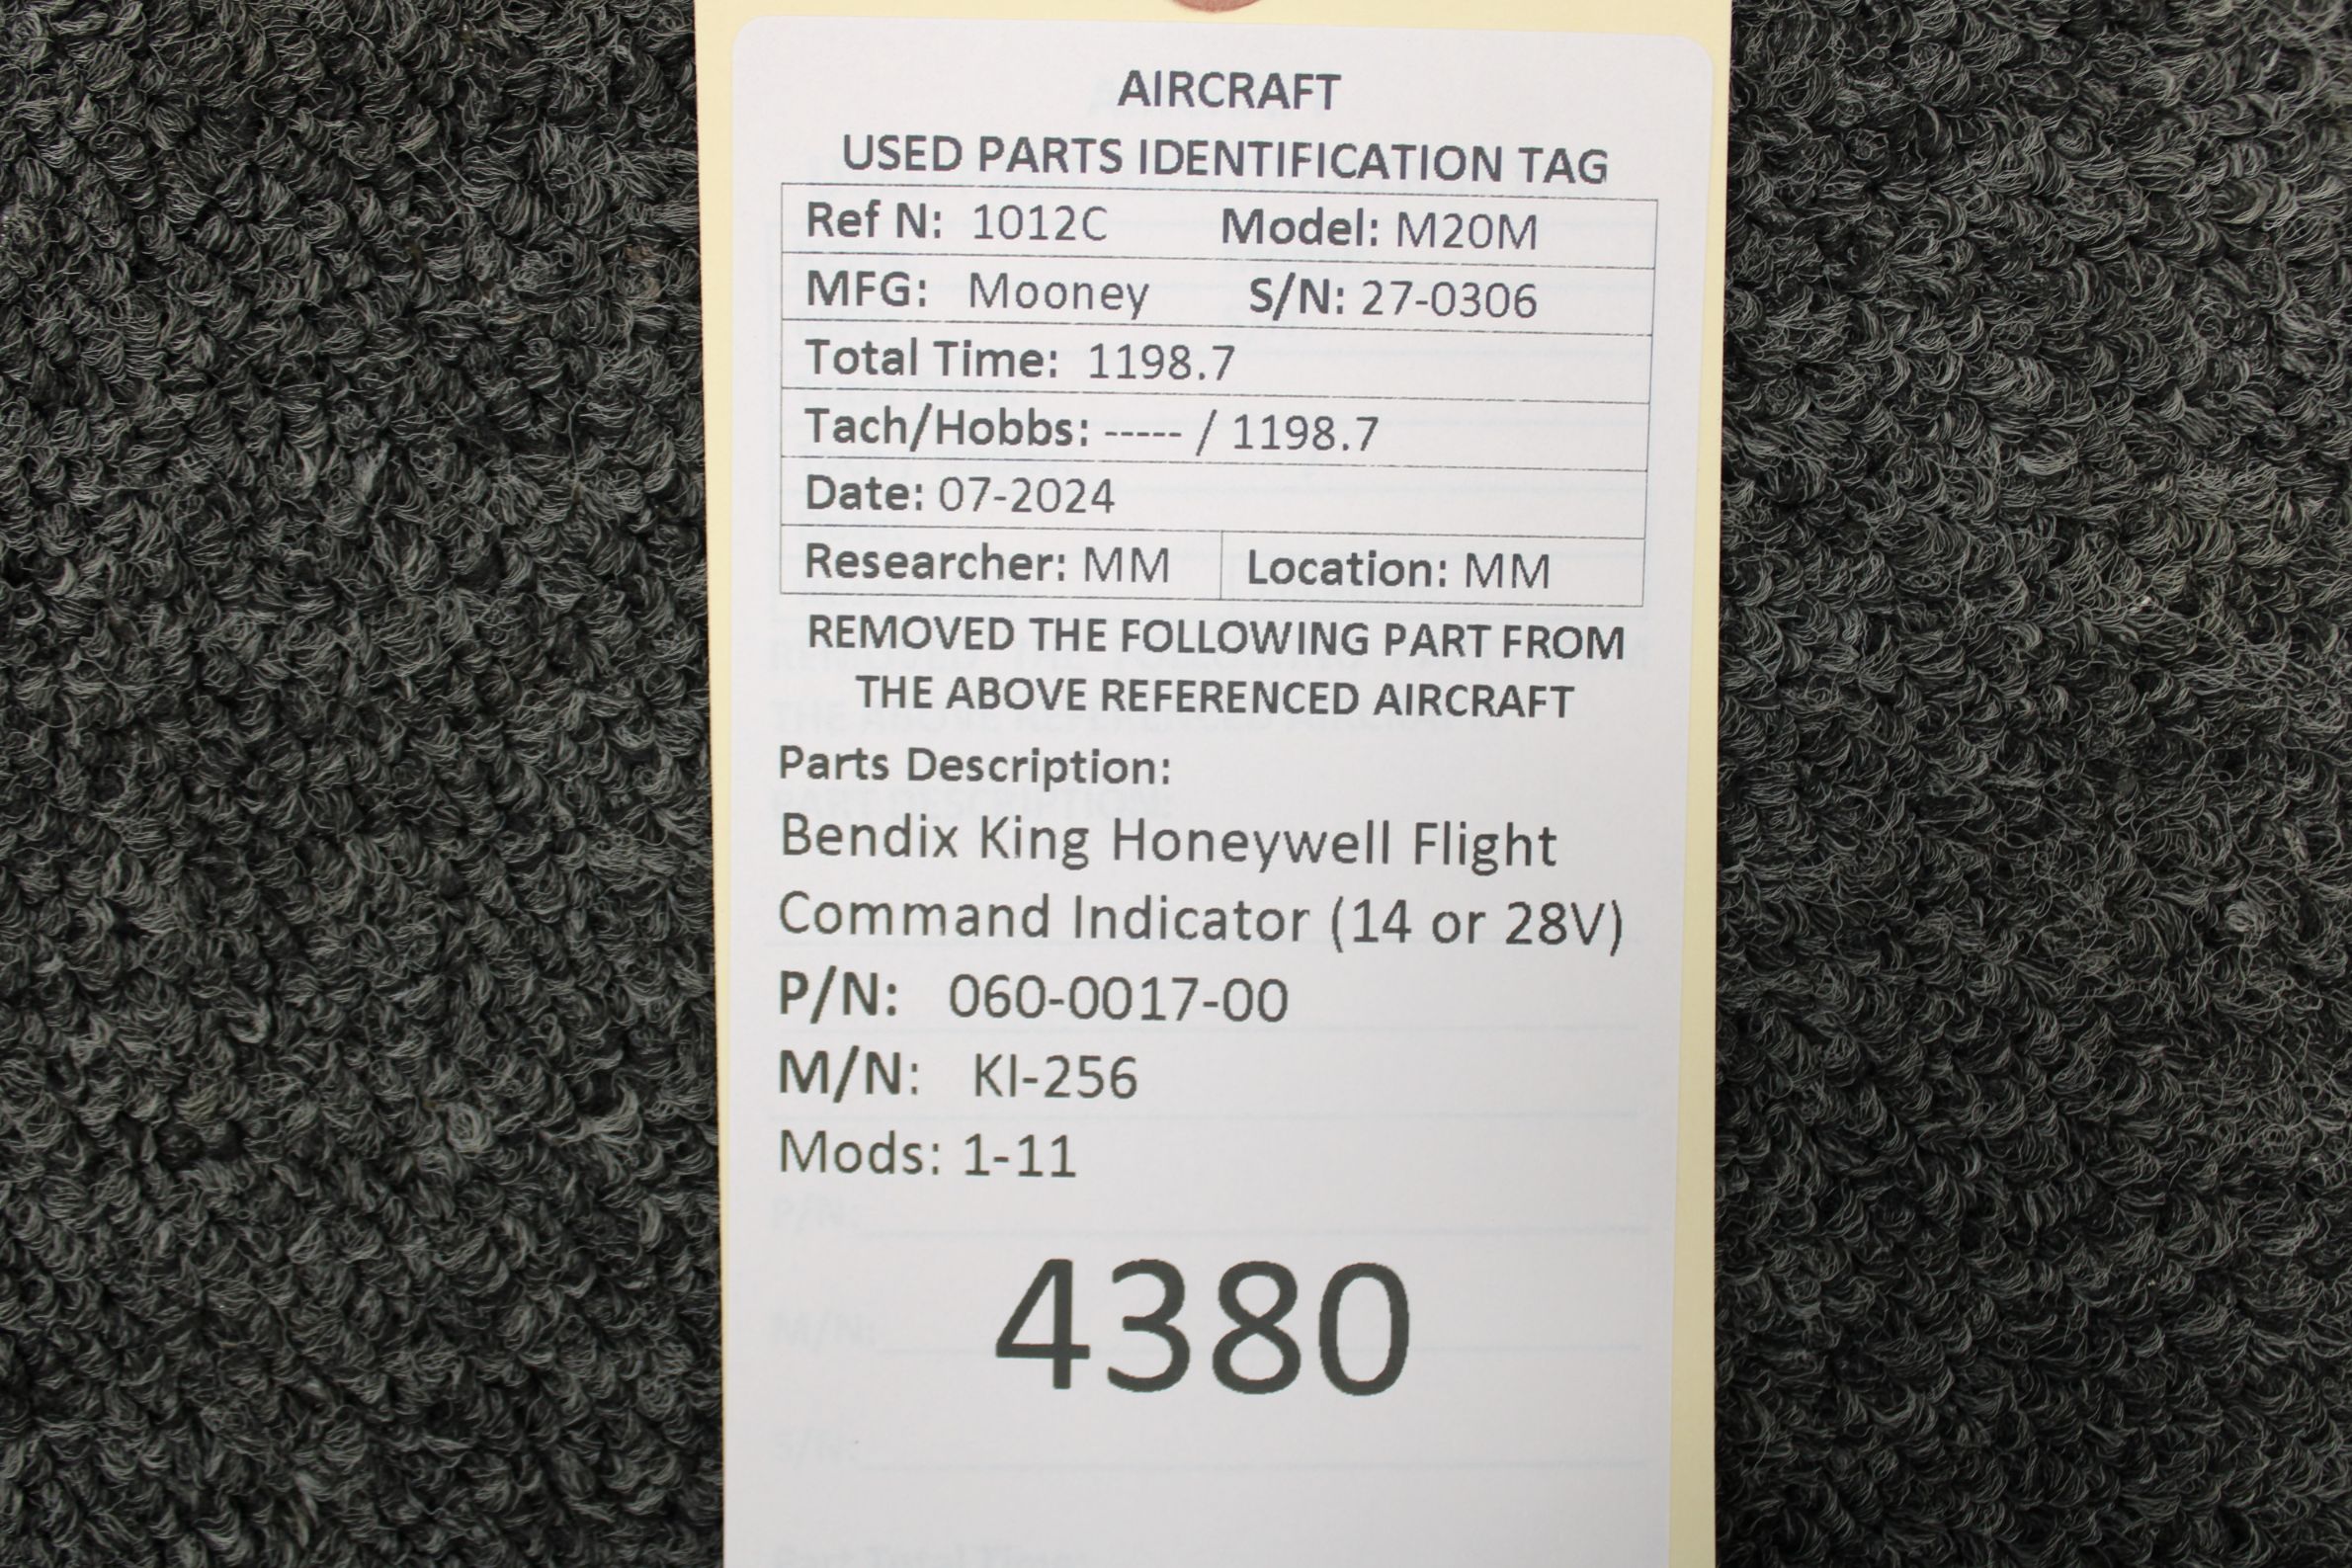 AIRCRAFT
USED PARTS IDENTIFICATION TAG
Ref N: 1012C Model: M20M
MFG: Mooney S/N: 27-0306
Total Time: 1198.7
Tach/Hobbs: ----- / 1198.7
Date: 07-2024
Researcher: MM Location: MM
REMOVED THE FOLLOWING PART FROM
THE ABOVE REFERENCED AIRCRAFT
Parts Description:
Bendix King Honeywell Flight
Command Indicator (14 or 28V)
P/N: 060-0017-00
M/N: KI-256
Mods: 1-11
P/N:
4380
M/N:
S/N:
Part Total Time: